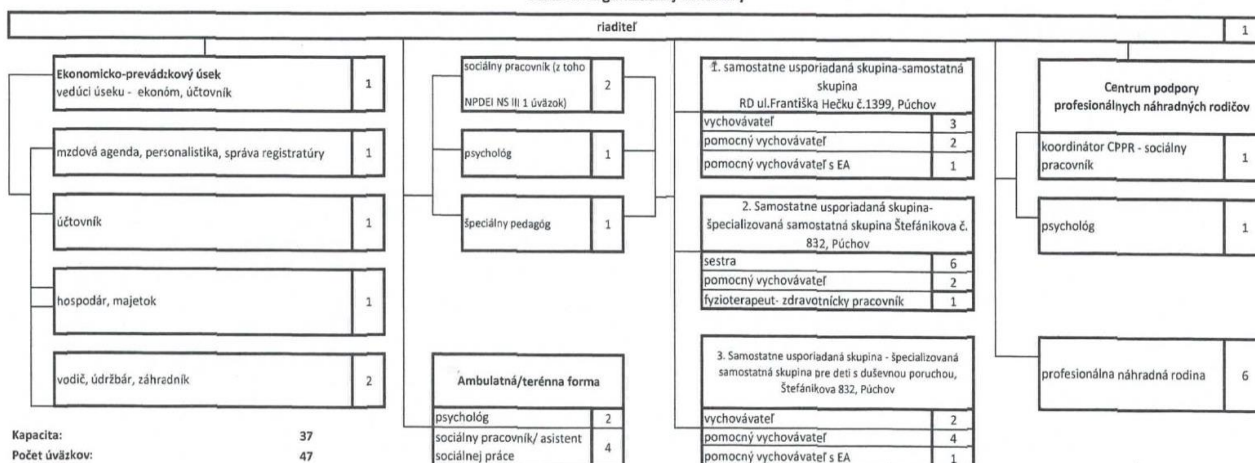 riaditeľ 1
Ekonomicko-prevádzkový úsek
vedúci úseku - ekonóm, účtovník 1
mzdová agenda, personalistika, správa registratúry 1
účtovník 1
hospodár, majetok 1
vodič, údržbár, záhradník 2
Kapacita: 37
Počet úväzkov: 47
sociálny pracovník (z toho
NPDEI NS III 1 úväzok) 2
psychológ 1
špeciálny pedagóg 1
Ambulatná/terénna forma
psychológ 2
sociálny pracovník/ asistent
sociálnej práce 4
1. samostatne usporiadaná skupina-samostatná
skupina
RD ul.Františka Hečku č.1399, Púchov
vychovávateľ 3
pomocný vychovávateľ 2
pomocný vychovávateľ s EA 1
2. Samostatne usporiadaná skupina-
špecializovaná samostatná skupina Štefánikova č.
832, Púchov
sestra 6
pomocný vychovávateľ 2
fyzioterapeut- zdravotnícky pracovník 1
3. Samostatne usporiadaná skupina - špecializovaná
samostatná skupina pre deti s duševnou poruchou,
Štefánikova 832, Púchov
vychovávateľ 2
pomocný vychovávateľ 4
pomocný vychovávateľ s EA 1
Centrum podpory
profesionálnych náhradných rodičov
koordinátor CPPR - sociálny
pracovník 1
psychológ 1
profesionálna náhradná rodina 6